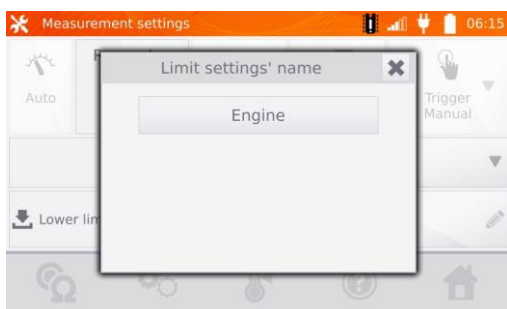 Measurement settings
06:15
Limit settings' name
Engine
Auto
Trigger
Manual
Lower lim